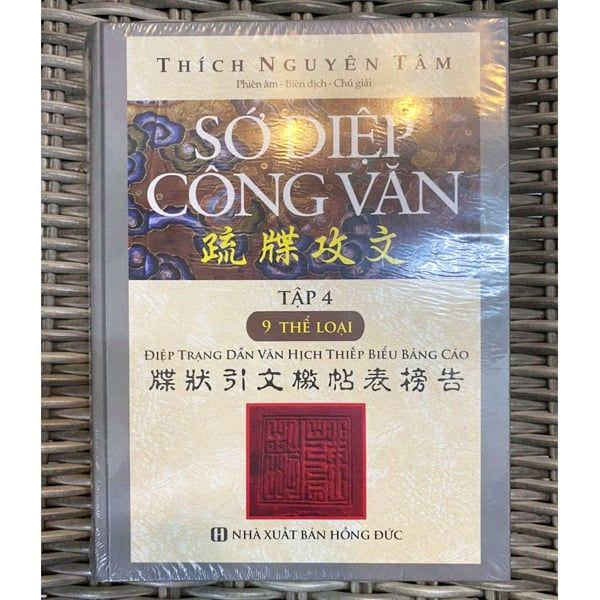 THÍCH NGUYÊN TÂM
Phiên âm - Biên dịch - Chú giải
SỚ ĐIỆP
CÔNG VĂN
疏牒攻文
TẬP 4
9 THỂ LOẠI
ĐIỆP TRẠNG DẪN VĂN HỊCH THIẾP BIỂU BẢNG CÁO
牒狀引文檄帖表榜告
H NHÀ XUẤT BẢN HỒNG ĐỨC